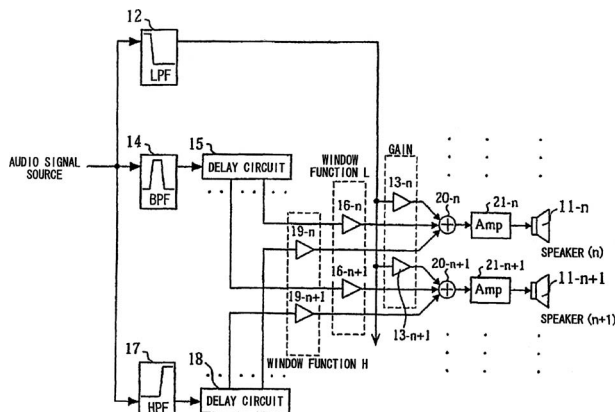 12
LPF
14
15
AUDIO SIGNAL
SOURCE
BPF
DELAY CIRCUIT
WINDOW
FUNCTION L
GAIN
13-n
20-n
21-n
11-n
16-n
Amp
19-n
SPEAKER (n)
20-n+1
21-n+1
11-n+1
16-n+1
Amp
19-n+1
13-n+1
SPEAKER (n+1)
17
18
WINDOW FUNCTION H
HPF
DELAY CIRCUIT